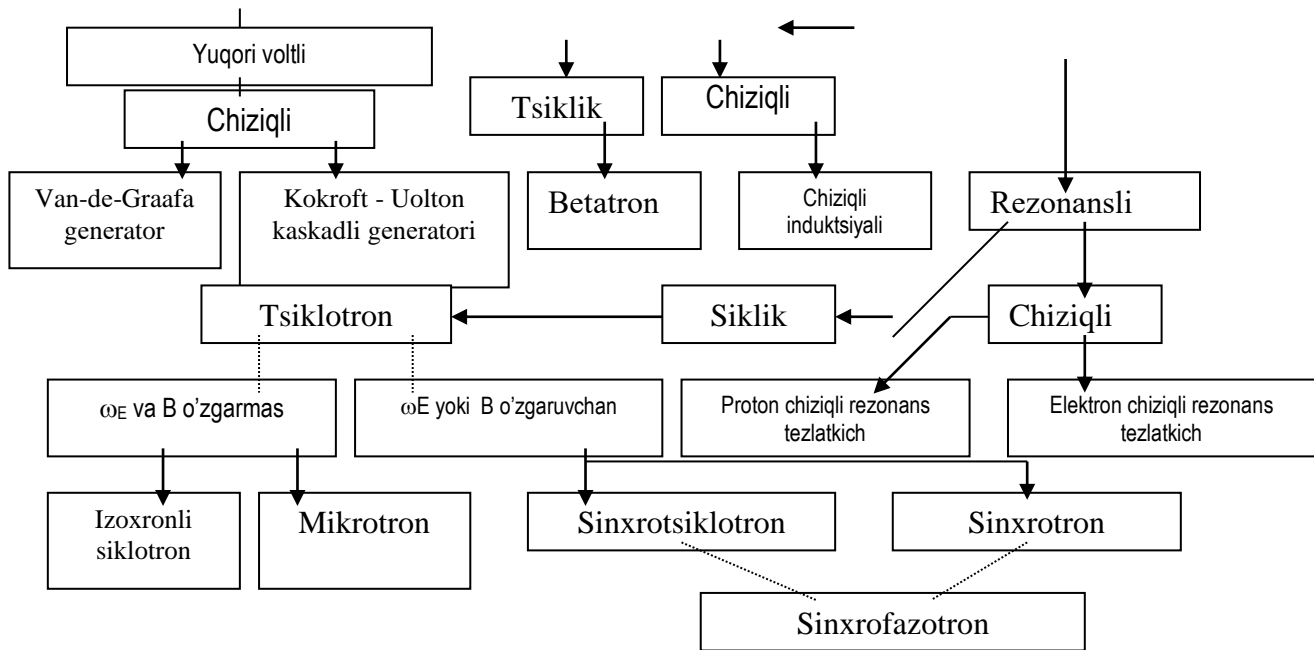 Yuqori voltli
Chiziqli
Tsiklik
Chiziqli
Van-de-Graafa
generator
Kokroft - Uolton
kaskadli generatori
Betatron
Chiziqli
induktsiyali
Rezonansli
Tsiklotron
Siklik
Chiziqli
ωE va B o’zgarmas
ωE yoki B o’zgaruvchan
Proton chiziqli rezonans
tezlatkich
Elektron chiziqli rezonans
tezlatkich
Izoxronli
siklotron
Mikrotron
Sinxrotsiklotron
Sinxrotron
Sinxrofazotron